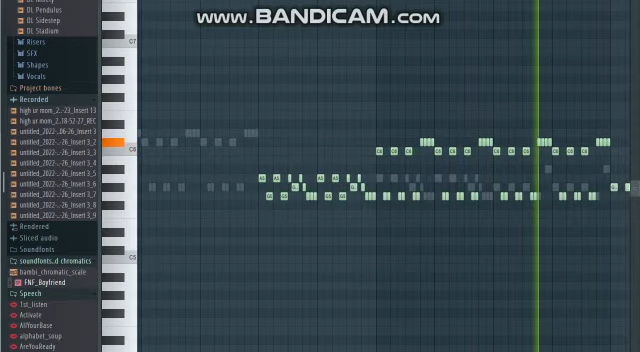 WWW.BANDICAM.COM
DL Pendulus
DL Sidestep
DL Stadium
Risers
SFX
Shapes
Vocals
Project bones
Recorded
high ur mom_2...-23_Insert 13
high ur mom_2...18-52-27_REC
untitled_2022-...06-26_Insert 3
untitled_2022-...-26_Insert 3_2
untitled_2022-...-26_Insert 3_3
untitled_2022-...-26_Insert 3_4
untitled_2022-...-26_Insert 3_5
untitled_2022-...-26_Insert 3_6
untitled_2022-...-26_Insert 3_7
untitled_2022-...-26_Insert 3_8
untitled_2022-...-26_Insert 3_9
Rendered
Sliced audio
Soundfonts
soundfonts..d chromatics
bambi_chromatic_scale
FNF_Boyfriend
Speech
1st_listen
Activate
AllYourBase
alphabet_soup
AreYouReady
C7
C6
C5